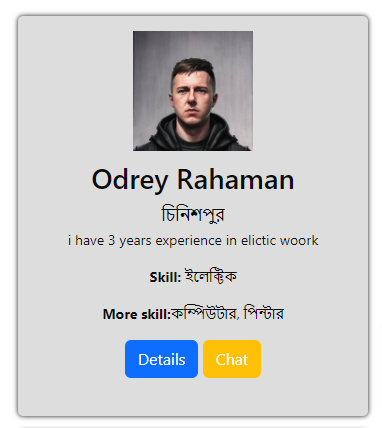 Odrey Rahaman
চিনিশপুর
i have 3 years experience in elictic woork
Skill: ইলেক্ট্রিক
More skill:কম্পিউটার, পিন্টার
Details Chat